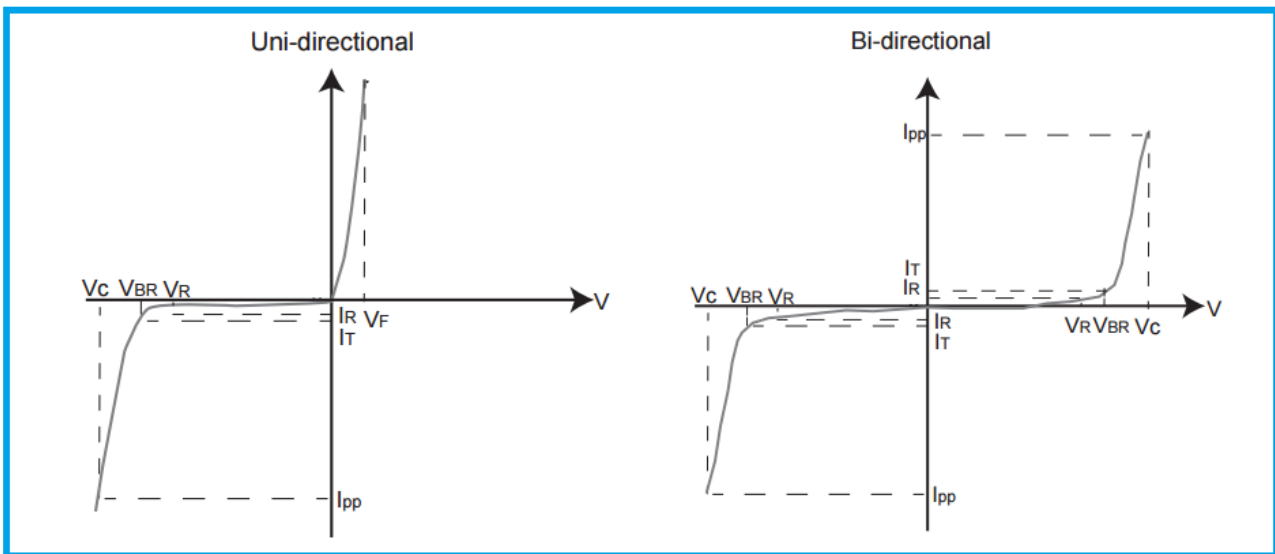 Uni-directional
Vc VBR VR
V
IR VF
IT
Ipp
Bi-directional
Ipp
IT
IR
Vc VBR VR
V
IR
IT
VR VBR Vc
Ipp